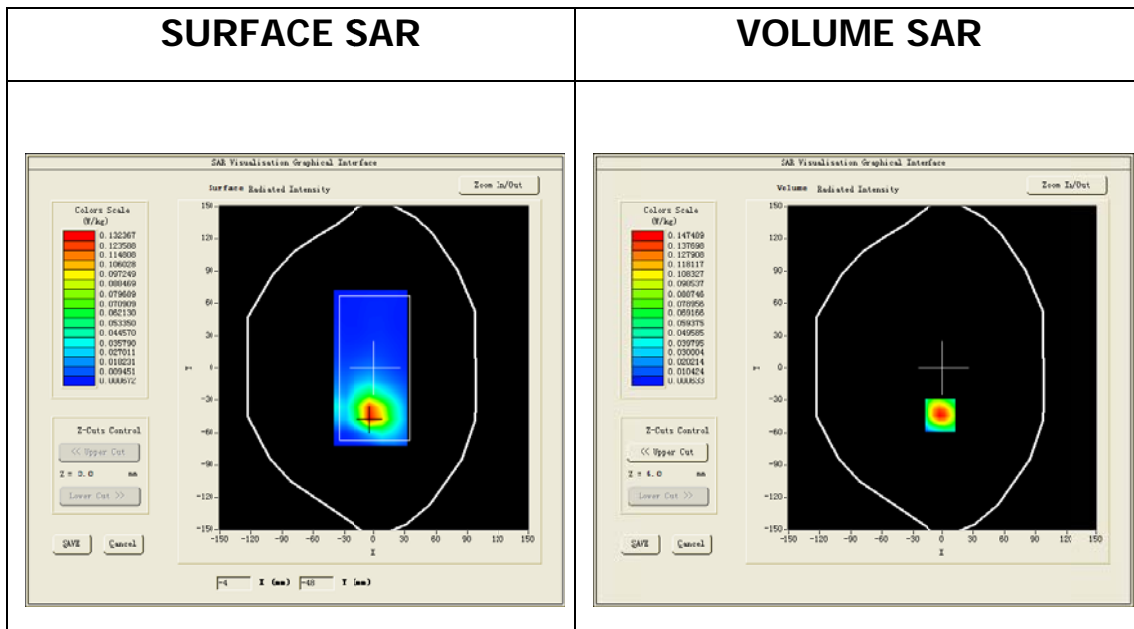 SURFACE SAR
VOLUME SAR
SAR Visualisation Graphical Interface
Surface Radiated Intensity
Zoom In/Out
Colors Scale
(W/kg)
0.132367
0.123588
0.114808
0.106028
0.097249
0.088469
0.079689
0.070909
0.062130
0.053350
0.044570
0.035790
0.027011
0.018231
0.009451
0.000672
150
120
90
60
30
0
-30
-60
-90
-120
-150
Y
-150 -120 -90 -60 -30 0 30 60 90 120 150
X
Z-Cuts Control
<< Upper Cut
Z = 0.0 mm
Lower Cut >>
SAVE Cancel
-4 X (mm) -48 Y (mm)
SAR Visualisation Graphical Interface
Volume Radiated Intensity
Zoom In/Out
Colors Scale
(W/kg)
0.147489
0.137698
0.127908
0.118117
0.108327
0.098537
0.088746
0.078956
0.069166
0.059375
0.049585
0.039795
0.030004
0.020214
0.010424
0.000633
150
120
90
60
30
0
-30
-60
-90
-120
-150
Y
-150 -120 -90 -60 -30 0 30 60 90 120 150
X
Z-Cuts Control
<< Upper Cut
Z = 4.0 mm
Lower Cut >>
SAVE Cancel